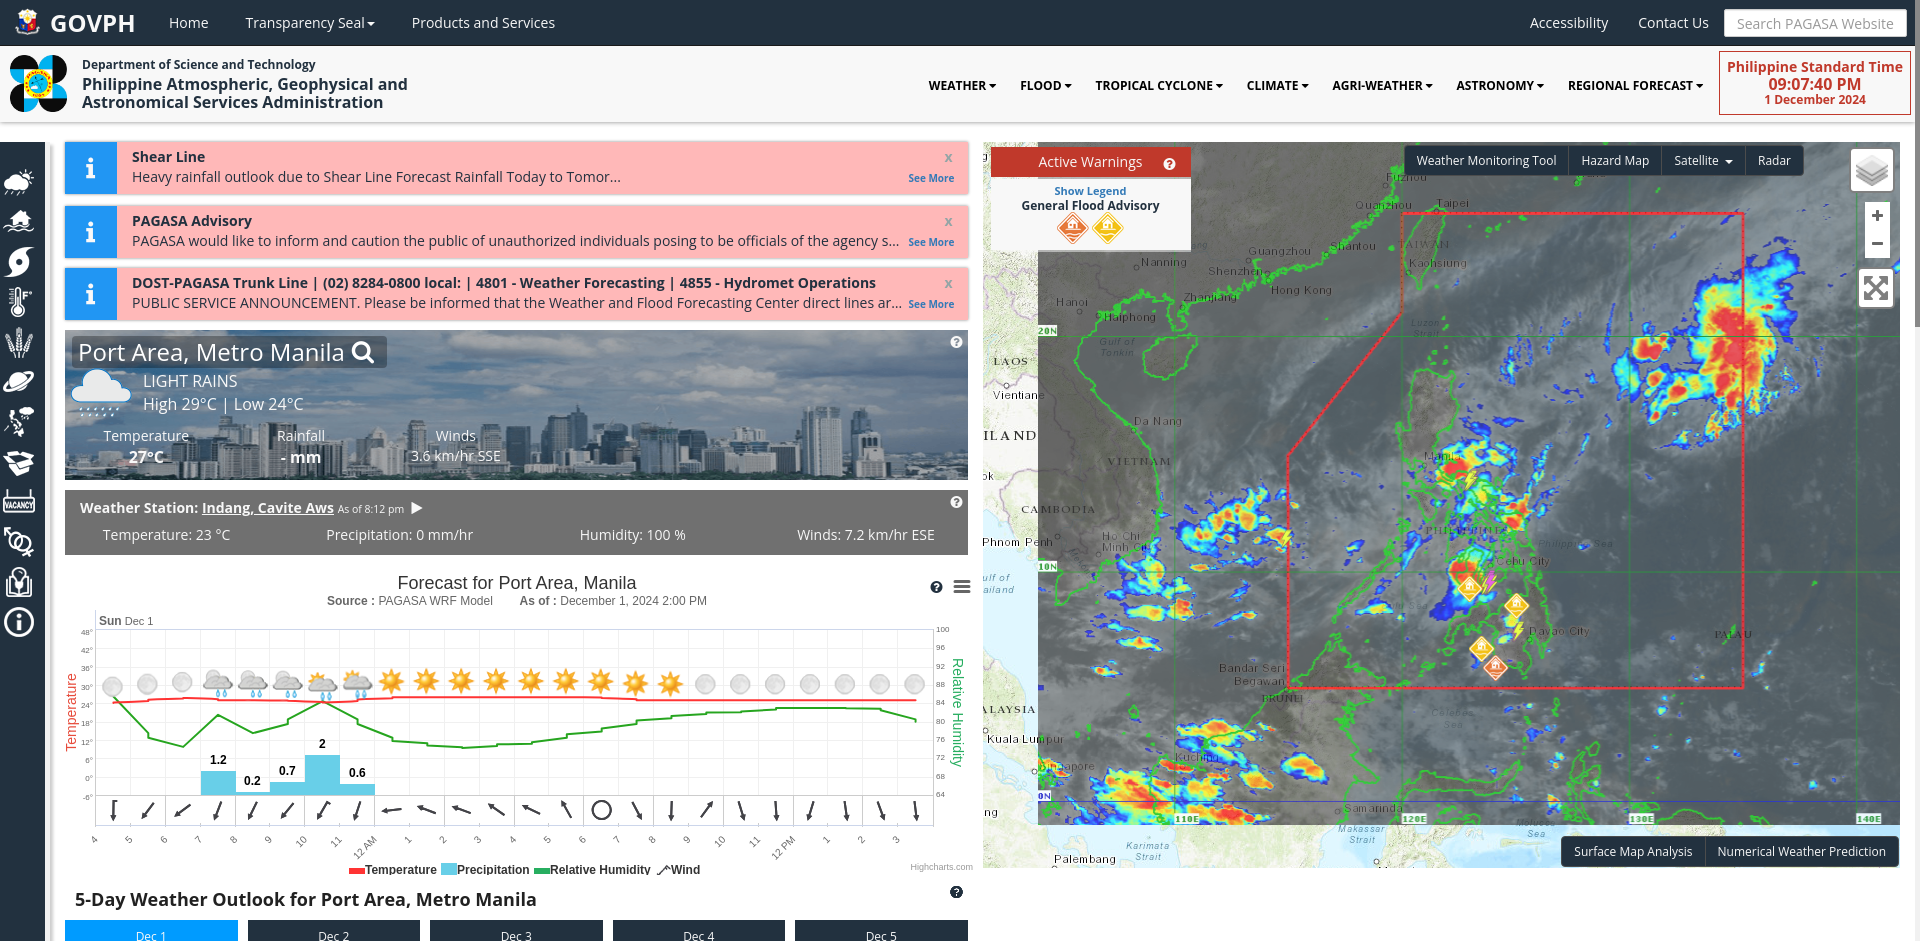 GOVPH
Home
Transparency Seal
Products and Services
Accessibility
Contact Us
Search PAGASA Website
Department of Science and Technology
Philippine Atmospheric, Geophysical and
Astronomical Services Administration
WEATHER
FLOOD
TROPICAL CYCLONE
CLIMATE
AGRI-WEATHER
ASTRONOMY
REGIONAL FORECAST
Philippine Standard Time
09:07:40 PM
1 December 2024
Shear Line
x
Heavy rainfall outlook due to Shear Line Forecast Rainfall Today to Tomor...
See More
PAGASA Advisory
x
PAGASA would like to inform and caution the public of unauthorized individuals posing to be officials of the agency s...
See More
DOST-PAGASA Trunk Line | (02) 8284-0800 local: | 4801 - Weather Forecasting | 4855 - Hydromet Operations
x
PUBLIC SERVICE ANNOUNCEMENT. Please be informed that the Weather and Flood Forecasting Center direct lines ar...
See More
Port Area, Metro Manila
LIGHT RAINS
High 29°C | Low 24°C
Temperature
27°C
Rainfall
- mm
Winds
3.6 km/hr SSE
VACANCY
Weather Station: Indang, Cavite Aws As of 8:12 pm
Temperature: 23 °C
Precipitation: 0 mm/hr
Humidity: 100 %
Winds: 7.2 km/hr ESE
Forecast for Port Area, Manila
Source : PAGASA WRF Model As of : December 1, 2024 2:00 PM
Sun Dec 1
Temperature
48°
42°
36°
30°
24°
18°
12°
6°
0°
-6°
1.2
0.2
0.7
2
0.6
100
96
92
88
84
80
76
72
68
64
Relative Humidity
4
5
6
7
8
9
10
11
12 AM
1
2
3
4
5
6
7
8
9
10
11
12 PM
1
2
3
Temperature
Precipitation
Relative Humidity
Wind
Highcharts.com
5-Day Weather Outlook for Port Area, Metro Manila
Dec 1
Dec 2
Dec 3
Dec 4
Dec 5
Active Warnings
Show Legend
General Flood Advisory
Weather Monitoring Tool
Hazard Map
Satellite
Radar
+
−
Fuzhou
Quanzhou
Taipei
TAIWAN
Kaohsiung
Shantou
Guangzhou
Shenzhen
Hong Kong
Nanning
Zhanjiang
Hanoi
Haiphong
Gulf of
Tonkin
Luzon
Strait
20N
LAOS
Vientiane
ILAND
Da Nang
VIETNAM
CAMBODIA
Phnom Penh
Ho Chi
Minh City
ok
ulf of
ailand
10N
Manila
PHILIPPINES
Philippine Sea
Cebu City
Davao City
PALAU
Bandar Seri
Begawan
BRUNEI
ALAYSIA
Kuala Lumpur
Celebes
Sea
Kuching
Singapore
0N
ng
Samarinda
110E
120E
130E
140E
Makassar
Strait
Molucca
Sea
Karimata
Strait
Palembang
Surface Map Analysis
Numerical Weather Prediction